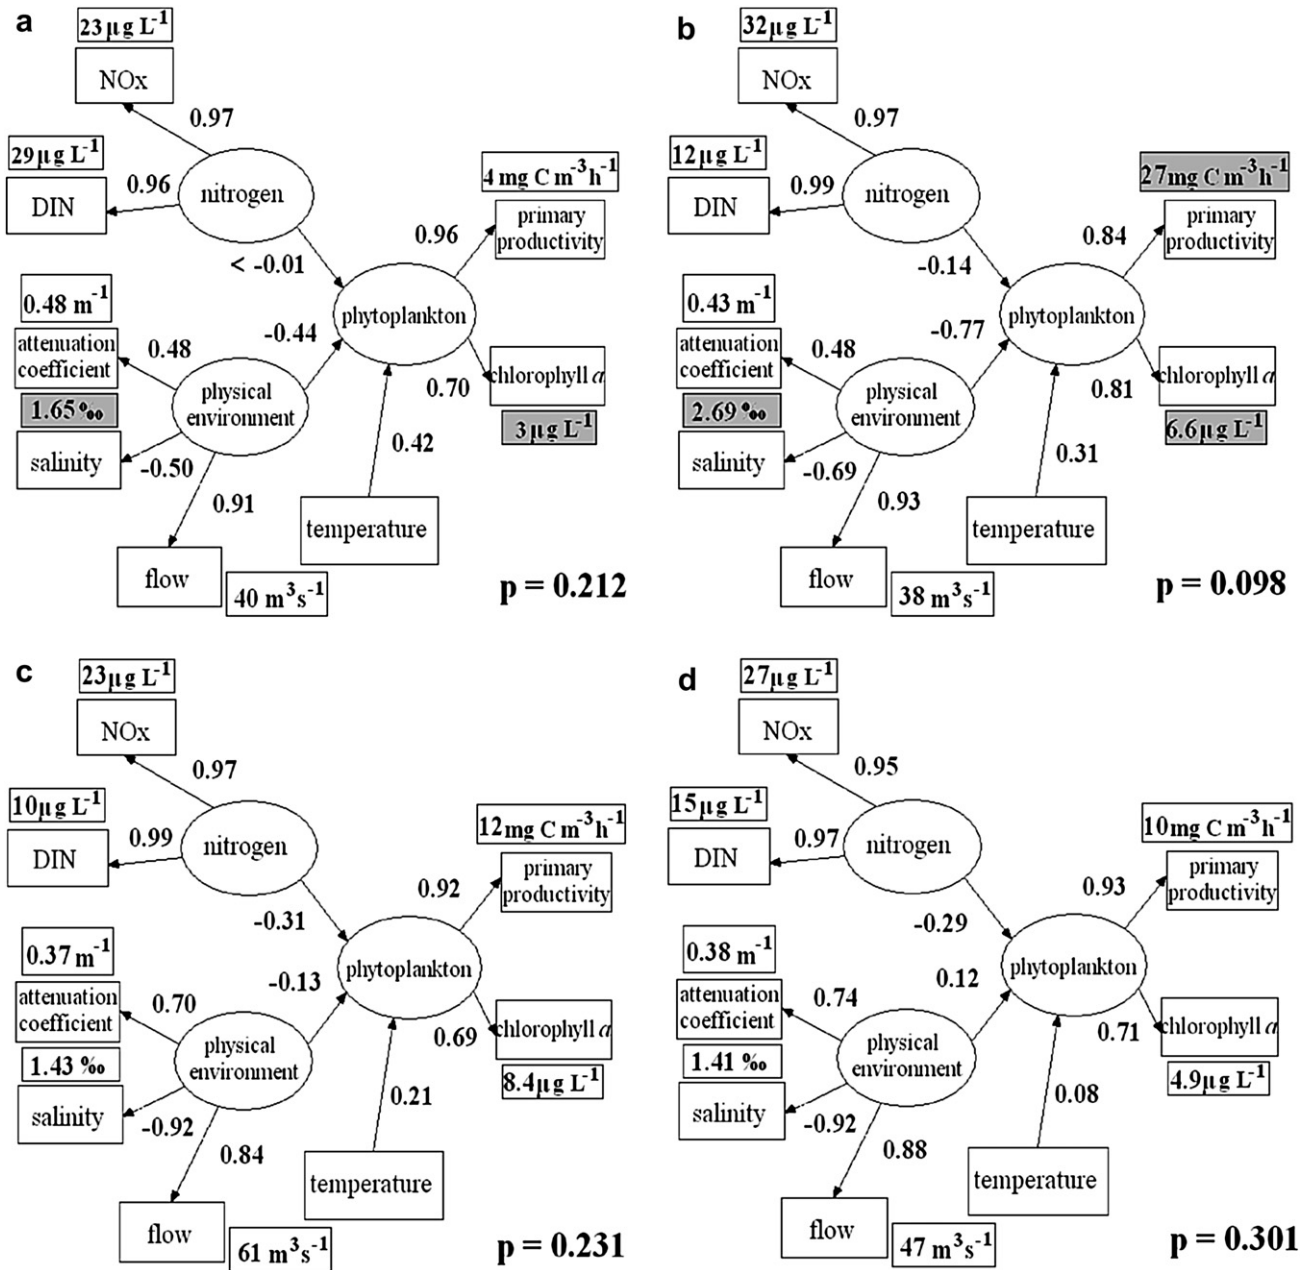 a
23 µg L⁻¹
NOx
0.97
29 µg L⁻¹
DIN
0.96
nitrogen
4 mg C m⁻³h⁻¹
primary
productivity
0.96
< -0.01
0.48 m⁻¹
attenuation
coefficient
0.48
-0.44
phytoplankton
1.65 ‰
physical
environment
chlorophyll a
0.70
3 µg L⁻¹
salinity
-0.50
0.42
0.91
temperature
flow
40 m³s⁻¹
p = 0.212
b
32 µg L⁻¹
NOx
0.97
12 µg L⁻¹
DIN
0.99
nitrogen
27 mg C m⁻³h⁻¹
primary
productivity
0.84
-0.14
0.43 m⁻¹
attenuation
coefficient
0.48
-0.77
phytoplankton
2.69 ‰
physical
environment
chlorophyll a
0.81
6.6 µg L⁻¹
salinity
-0.69
0.31
0.93
temperature
flow
38 m³s⁻¹
p = 0.098
c
23 µg L⁻¹
NOx
0.97
10 µg L⁻¹
DIN
0.99
nitrogen
12 mg C m⁻³h⁻¹
primary
productivity
0.92
-0.31
0.37 m⁻¹
attenuation
coefficient
0.70
-0.13
phytoplankton
1.43 ‰
physical
environment
chlorophyll a
0.69
8.4 µg L⁻¹
salinity
-0.92
0.21
0.84
temperature
flow
61 m³s⁻¹
p = 0.231
d
27 µg L⁻¹
NOx
0.95
15 µg L⁻¹
DIN
0.97
nitrogen
10 mg C m⁻³h⁻¹
primary
productivity
0.93
-0.29
0.38 m⁻¹
attenuation
coefficient
0.74
0.12
phytoplankton
1.41 ‰
physical
environment
chlorophyll a
0.71
4.9 µg L⁻¹
salinity
-0.92
0.08
0.88
temperature
flow
47 m³s⁻¹
p = 0.301